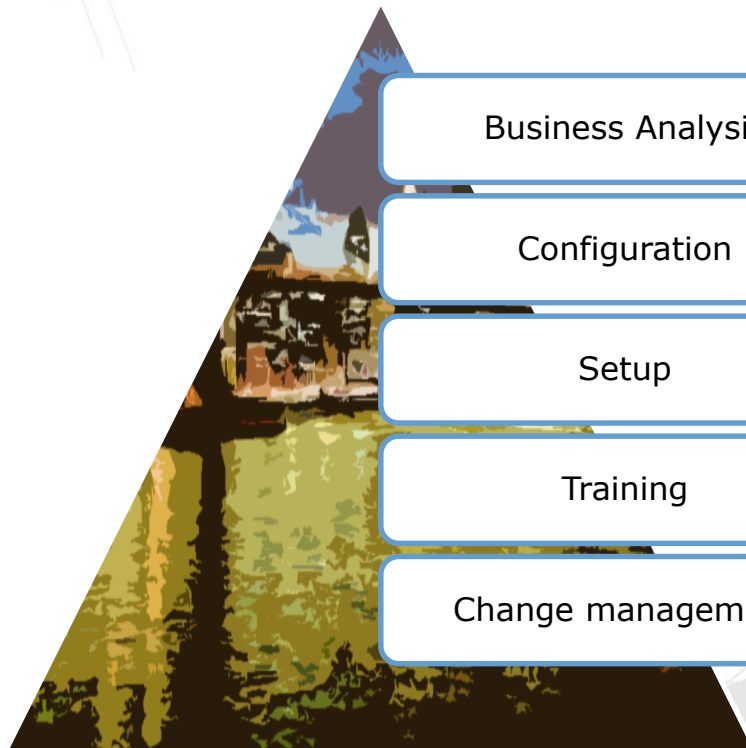 Business Analysi
Configuration
Setup
Training
Change managem